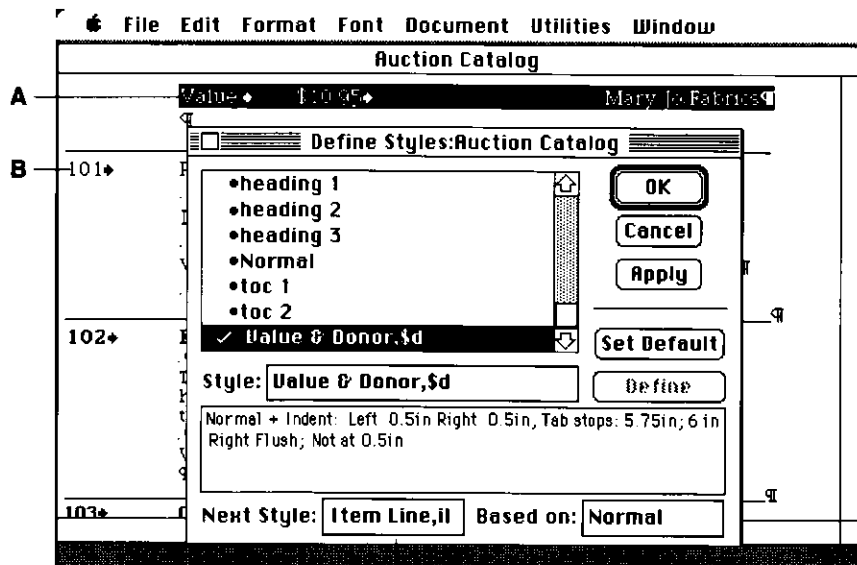 File Edit Format Font Document Utilities Window
Auction Catalog
A
Value $10.95 Mary Jo Fabrics¶
¶
Define Styles:Auction Catalog
B
101
•heading 1
•heading 2
•heading 3
•Normal
•toc 1
•toc 2
✓ Value & Donor,$d
OK
Cancel
Apply
¶
102
Set Default
Style: Value & Donor,$d
Define
Normal + Indent: Left 0.5in Right 0.5in, Tab stops: 5.75in; 6 in
Right Flush; Not at 0.5in
¶
103
Next Style: Item Line,il Based on: Normal